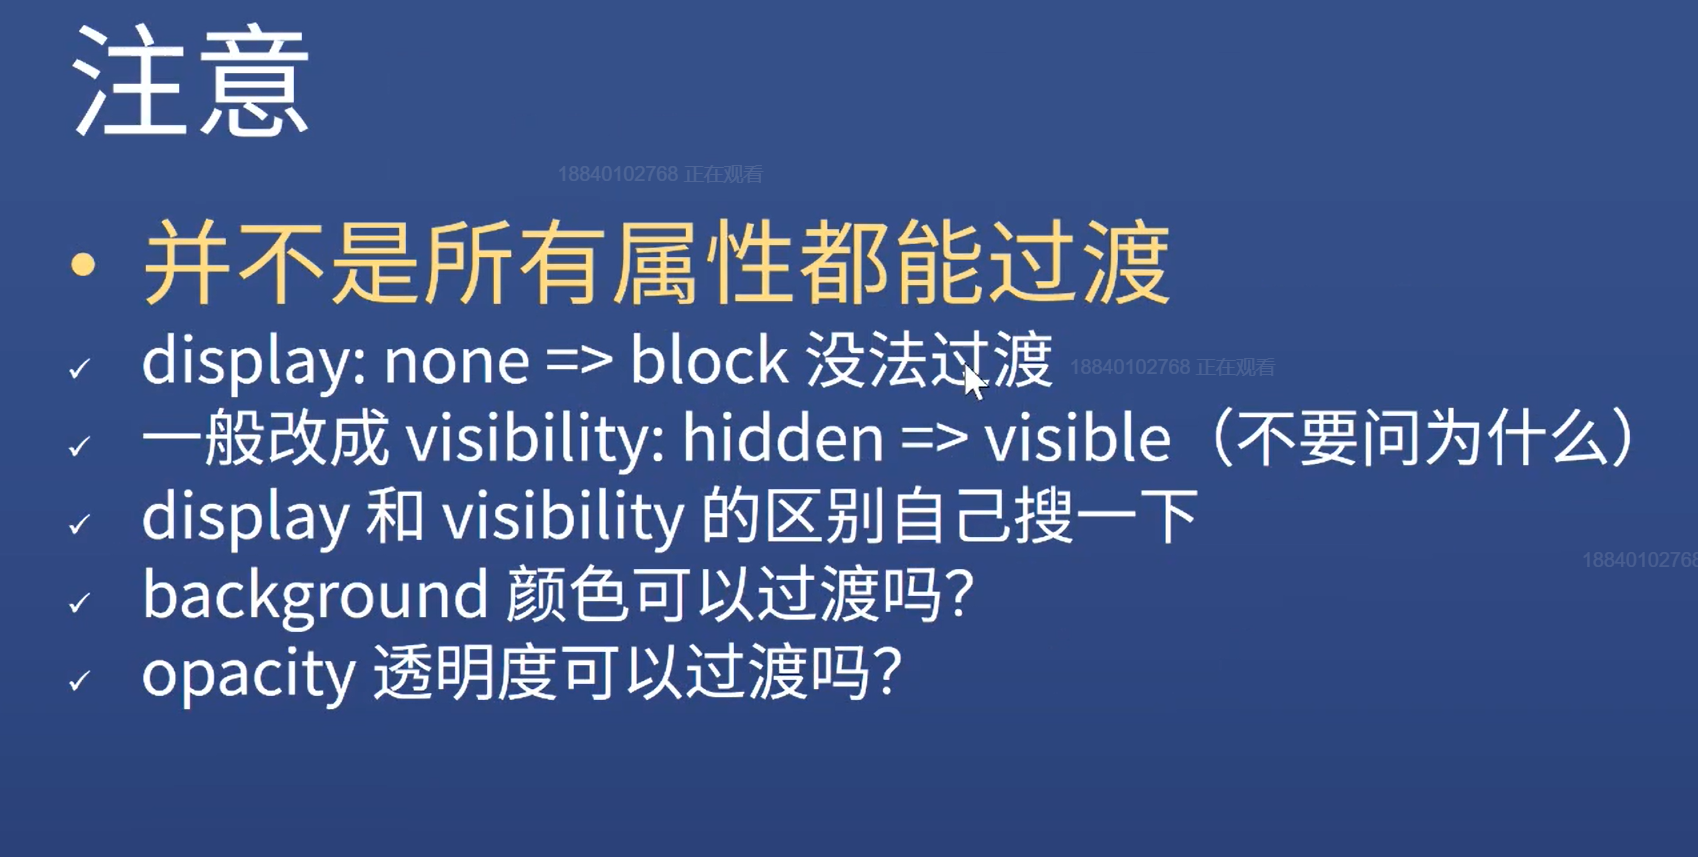 注意
18840102768 正在观看
• 并不是所有属性都能过渡
✓ display: none => block 没法过渡
18840102768 正在观看
✓ 一般改成 visibility: hidden => visible（不要问为什么）
✓ display 和 visibility 的区别自己搜一下
18840102768
✓ background 颜色可以过渡吗？
✓ opacity 透明度可以过渡吗？